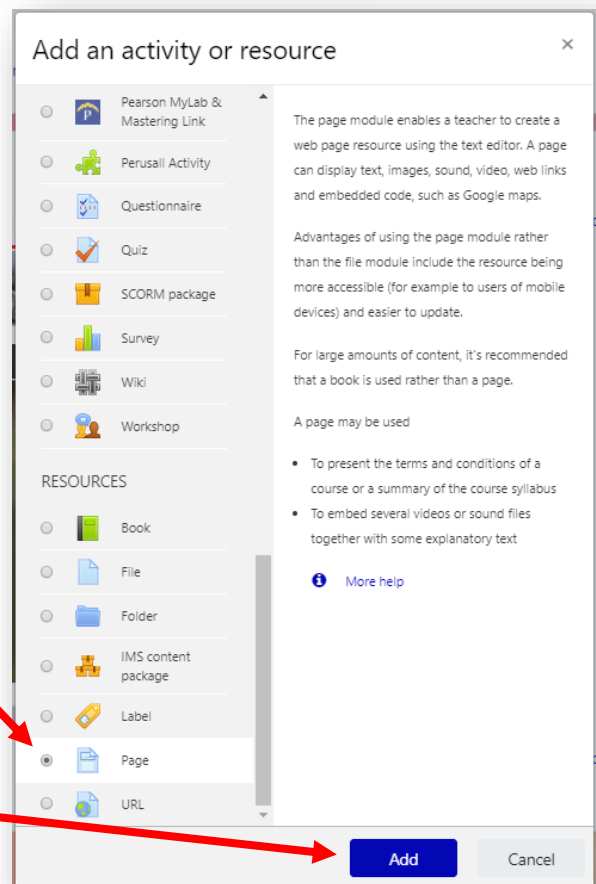 Add an activity or resource
×
Pearson MyLab &
Mastering Link
Perusall Activity
Questionnaire
Quiz
SCORM package
Survey
Wiki
Workshop
RESOURCES
Book
File
Folder
IMS content
package
Label
Page
URL
The page module enables a teacher to create a
web page resource using the text editor. A page
can display text, images, sound, video, web links
and embedded code, such as Google maps.
Advantages of using the page module rather
than the file module include the resource being
more accessible (for example to users of mobile
devices) and easier to update.
For large amounts of content, it's recommended
that a book is used rather than a page.
A page may be used
• To present the terms and conditions of a
course or a summary of the course syllabus
• To embed several videos or sound files
together with some explanatory text
More help
Add
Cancel